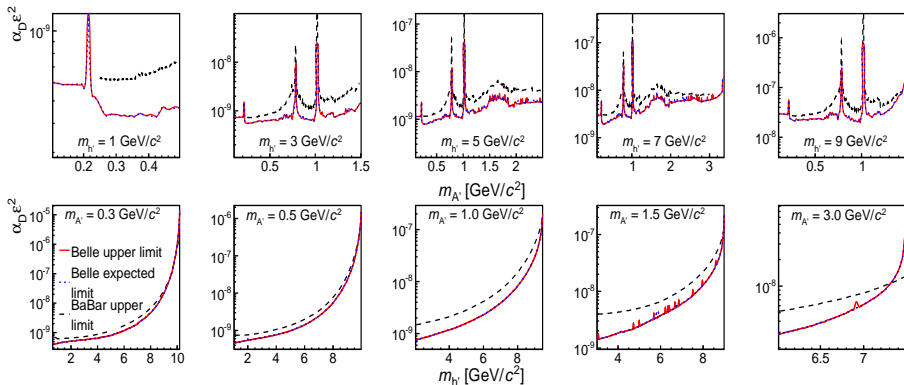 α_Dε²
10⁻⁹
0.2 0.3 0.4
m_h' = 1 GeV/c²
10⁻⁸
10⁻⁹
0.5 1 1.5
m_h' = 3 GeV/c²
10⁻⁷
10⁻⁸
10⁻⁹
0.5 1 1.5 2
m_h' = 5 GeV/c²
10⁻⁷
10⁻⁸
10⁻⁹
1 2 3
m_h' = 7 GeV/c²
10⁻⁶
10⁻⁷
10⁻⁸
0.5 1
m_h' = 9 GeV/c²
m_A' [GeV/c²]
α_Dε²
10⁻⁵
10⁻⁶
10⁻⁷
10⁻⁸
10⁻⁹
m_A' = 0.3 GeV/c²
Belle upper limit
Belle expected
limit
BaBar upper
limit
2 4 6 8 10
10⁻⁶
10⁻⁷
10⁻⁸
10⁻⁹
m_A' = 0.5 GeV/c²
2 4 6 8
10⁻⁷
10⁻⁸
10⁻⁹
m_A' = 1.0 GeV/c²
4 6 8
10⁻⁷
10⁻⁸
10⁻⁹
m_A' = 1.5 GeV/c²
4 5 6 7 8
10⁻⁸
m_A' = 3.0 GeV/c²
6.5 7
m_h' [GeV/c²]